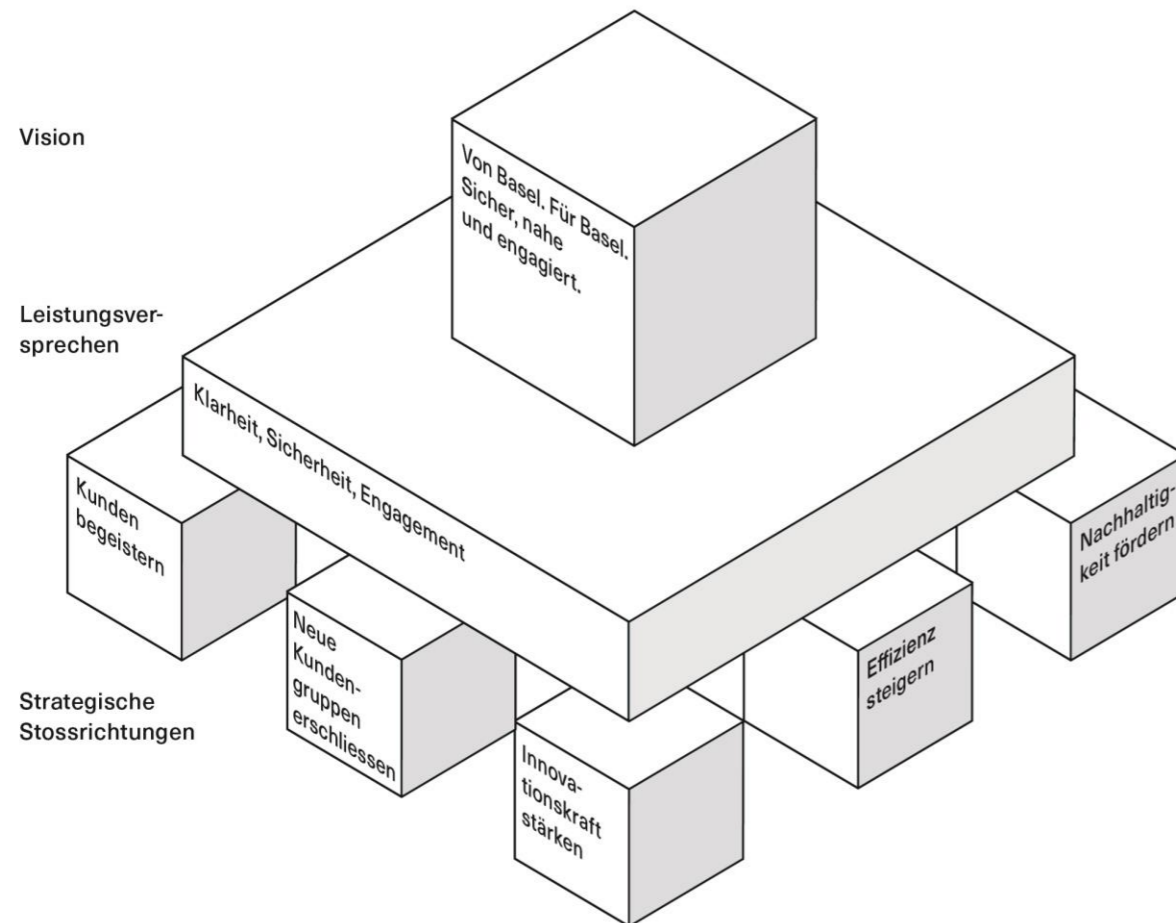 Vision
Von Basel. Für Basel.
Sicher, nahe
und engagiert.
Leistungsver-
sprechen
Klarheit, Sicherheit, Engagement
Kunden
begeistern
Nachhaltig-
keit fördern
Neue
Kunden-
gruppen
erschliessen
Effizienz
steigern
Strategische
Stossrichtungen
Innova-
tionskraft
stärken